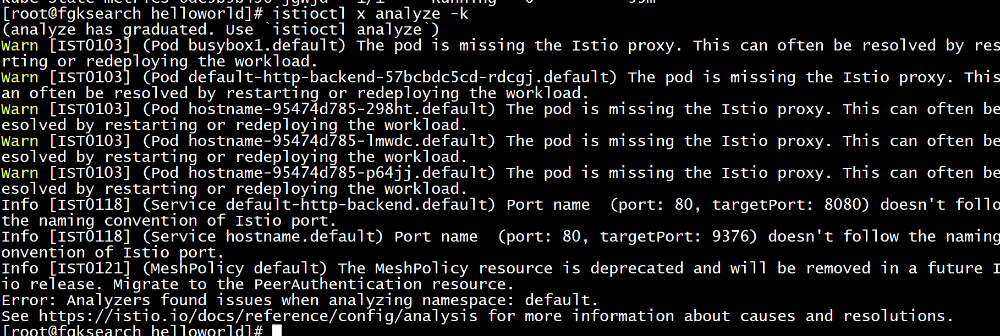 kube-state-metrics-6dc9b9b496-jgwjd 1/1 Running 0 99m
[root@fgksearch helloworld]# istioctl x analyze -k
(analyze has graduated. Use `istioctl analyze`)
Warn [IST0103] (Pod busybox1.default) The pod is missing the Istio proxy. This can often be resolved by res
rting or redeploying the workload.
Warn [IST0103] (Pod default-http-backend-57bcbdc5cd-rdcgj.default) The pod is missing the Istio proxy. This
an often be resolved by restarting or redeploying the workload.
Warn [IST0103] (Pod hostname-95474d785-298ht.default) The pod is missing the Istio proxy. This can often be
esolved by restarting or redeploying the workload.
Warn [IST0103] (Pod hostname-95474d785-lmwdc.default) The pod is missing the Istio proxy. This can often be
esolved by restarting or redeploying the workload.
Warn [IST0103] (Pod hostname-95474d785-p64jj.default) The pod is missing the Istio proxy. This can often be
esolved by restarting or redeploying the workload.
Info [IST0118] (Service default-http-backend.default) Port name  (port: 80, targetPort: 8080) doesn't follo
the naming convention of Istio port.
Info [IST0118] (Service hostname.default) Port name  (port: 80, targetPort: 9376) doesn't follow the naming
onvention of Istio port.
Info [IST0121] (MeshPolicy default) The MeshPolicy resource is deprecated and will be removed in a future I
io release. Migrate to the PeerAuthentication resource.
Error: Analyzers found issues when analyzing namespace: default.
See https://istio.io/docs/reference/config/analysis for more information about causes and resolutions.
[root@fgksearch helloworld]#